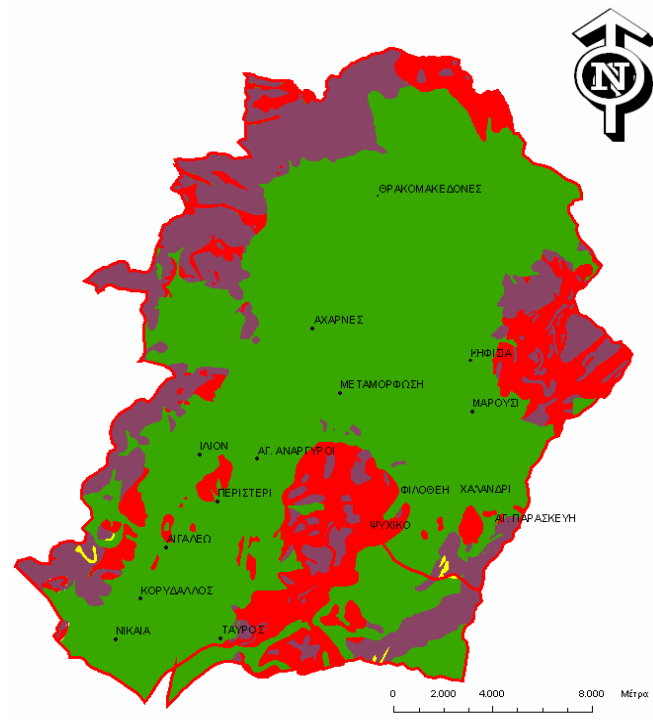 N
ΘΡΑΚΟΜΑΚΕΔΟΝΕΣ
ΑΧΑΡΝΕΣ
ΚΗΦΙΣΙΑ
ΜΕΤΑΜΟΡΦΩΣΗ
ΜΑΡΟΥΣΙ
ΙΛΙΟΝ
ΑΓ. ΑΝΑΡΓΥΡΟΙ
ΠΕΡΙΣΤΕΡΙ
ΦΙΛΟΘΕΗ
ΧΑΛΑΝΔΡΙ
ΨΥΧΙΚΟ
ΑΓ. ΠΑΡΑΣΚΕΥΗ
ΑΙΓΑΛΕΩ
ΚΟΡΥΔΑΛΛΟΣ
ΝΙΚΑΙΑ
ΤΑΥΡΟΣ
0 2.000 4.000 8.000 Μέτρα